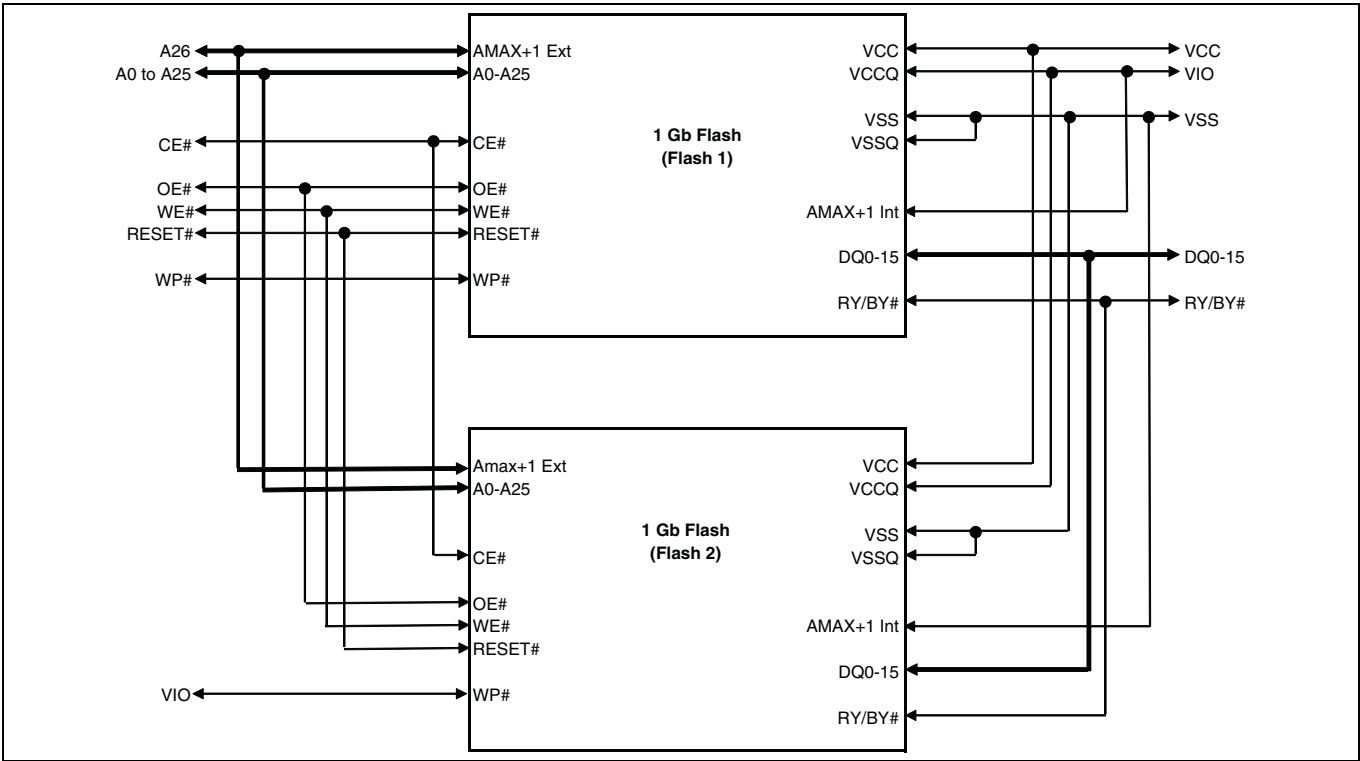 A26
A0 to A25
CE#
OE#
WE#
RESET#
WP#
AMAX+1 Ext
A0-A25
CE#
OE#
WE#
RESET#
WP#
1 Gb Flash
(Flash 1)
VCC
VCCQ
VSS
VSSQ
AMAX+1 Int
DQ0-15
RY/BY#
VCC
VIO
VSS
DQ0-15
RY/BY#
VIO
Amax+1 Ext
A0-A25
CE#
OE#
WE#
RESET#
WP#
1 Gb Flash
(Flash 2)
VCC
VCCQ
VSS
VSSQ
AMAX+1 Int
DQ0-15
RY/BY#